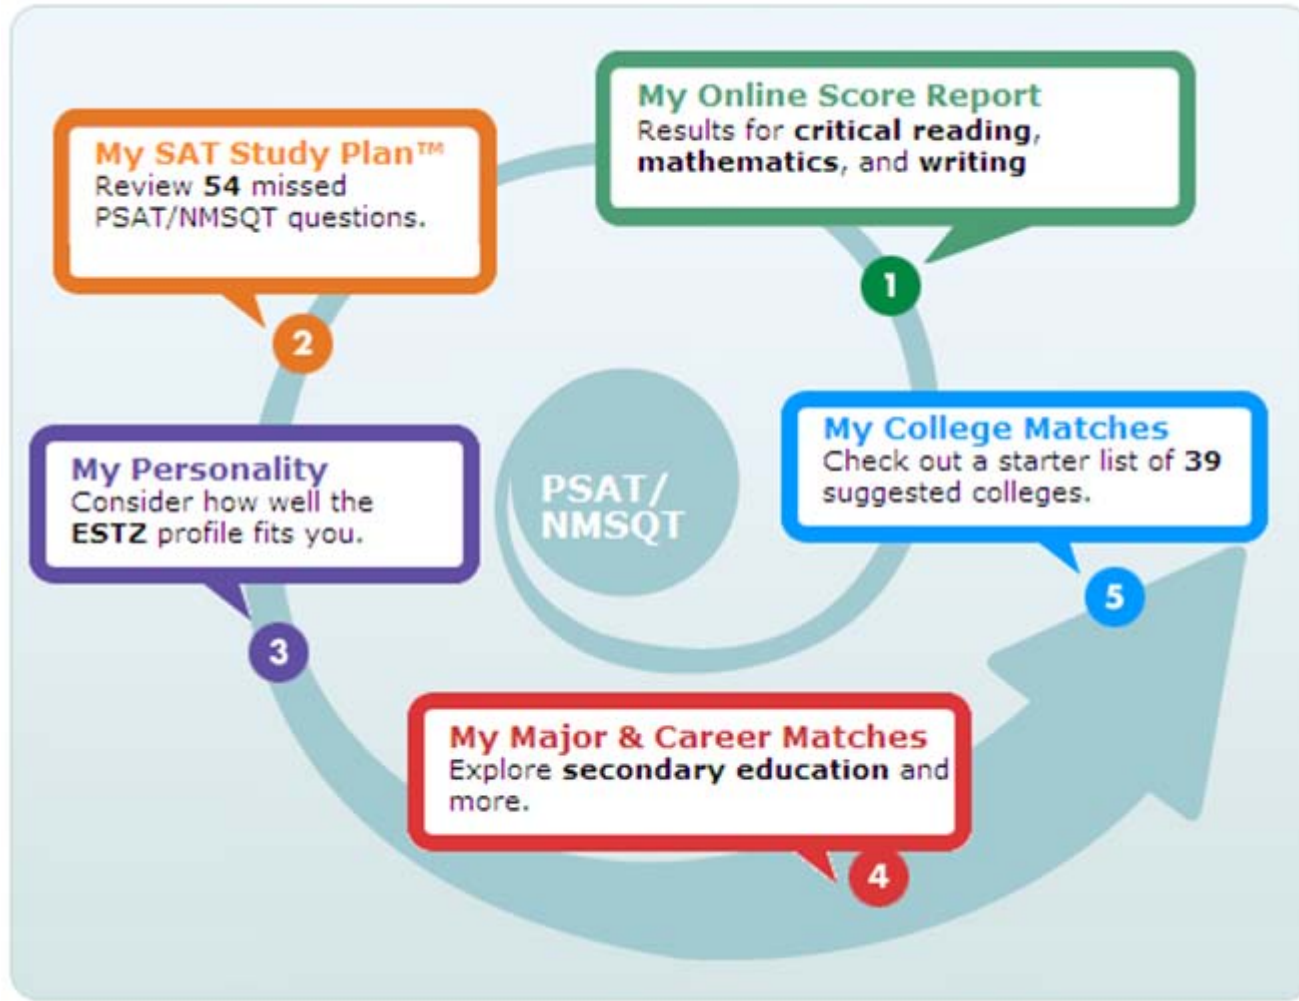 My Online Score Report
Results for critical reading,
mathematics, and writing
1
My SAT Study Plan™
Review 54 missed
PSAT/NMSQT questions.
2
My Personality
Consider how well the
ESTZ profile fits you.
3
My Major & Career Matches
Explore secondary education and
more.
4
My College Matches
Check out a starter list of 39
suggested colleges.
5
PSAT/
NMSQT